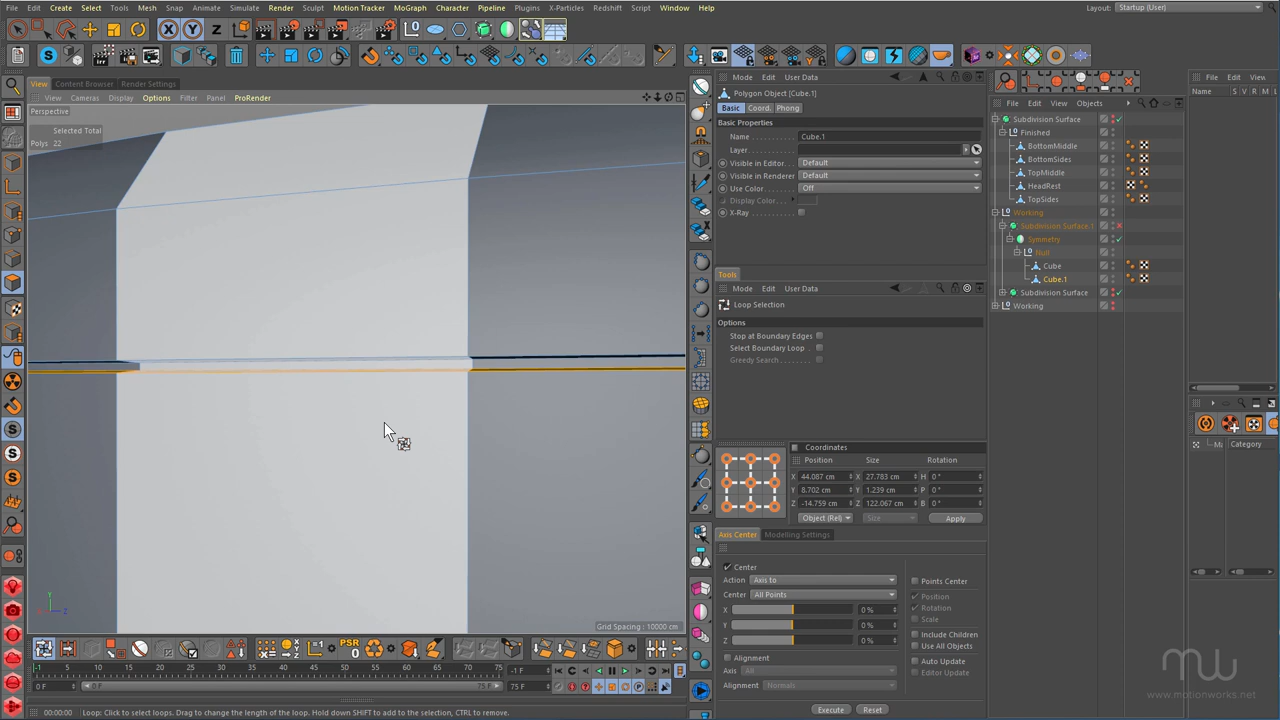 File Edit Create Select Tools Mesh Snap Animate Simulate Render Sculpt Motion Tracker MoGraph Character Pipeline Plugins X-Particles Redshift Script Window Help Layout: Startup (User)
X Y Z
View Content Browser Render Settings
View Cameras Display Options Filter Panel ProRender
Perspective
Selected Total
Polys 22
Grid Spacing : 10000 cm
Y
Z
Mode Edit User Data
Polygon Object [Cube.1]
Basic Coord. Phong
Basic Properties
Name Cube.1
Layer
Visible in Editor Default
Visible in Renderer Default
Use Color Off
Display Color
X-Ray
Tools
Mode Edit User Data
Loop Selection
Options
Stop at Boundary Edges
Select Boundary Loop
Greedy Search
Coordinates
Position Size Rotation
X 44.087 cm X 27.783 cm H 0 °
Y 8.702 cm Y 1.239 cm P 0 °
Z -14.759 cm Z 122.067 cm B 0 °
Object (Rel) Size Apply
Axis Center Modelling Settings
Center
Action Axis to Points Center
Center All Points Position
X 0 % Rotation
Y 0 % Scale
Z 0 % Include Children
Use All Objects
Alignment Auto Update
Axis All Editor Update
Alignment Normals
Execute Reset
File Edit View Objects
Subdivision Surface
Finished
BottomMiddle
BottomSides
TopMiddle
HeadRest
TopSides
Working
Subdivision Surface.1
Symmetry
Null
Cube
Cube.1
Subdivision Surface
Working
File Edit View
Name S V R M L
Category
PSR
0
-1 5 10 15 20 25 30 35 40 45 50 55 60 65 70 75 -1 F
0 F 0 F 75 F 75 F
00:00:00 Loop: Click to select loops. Drag to change the length of the loop. Hold down SHIFT to add to the selection, CTRL to remove.
www.motionworks.net